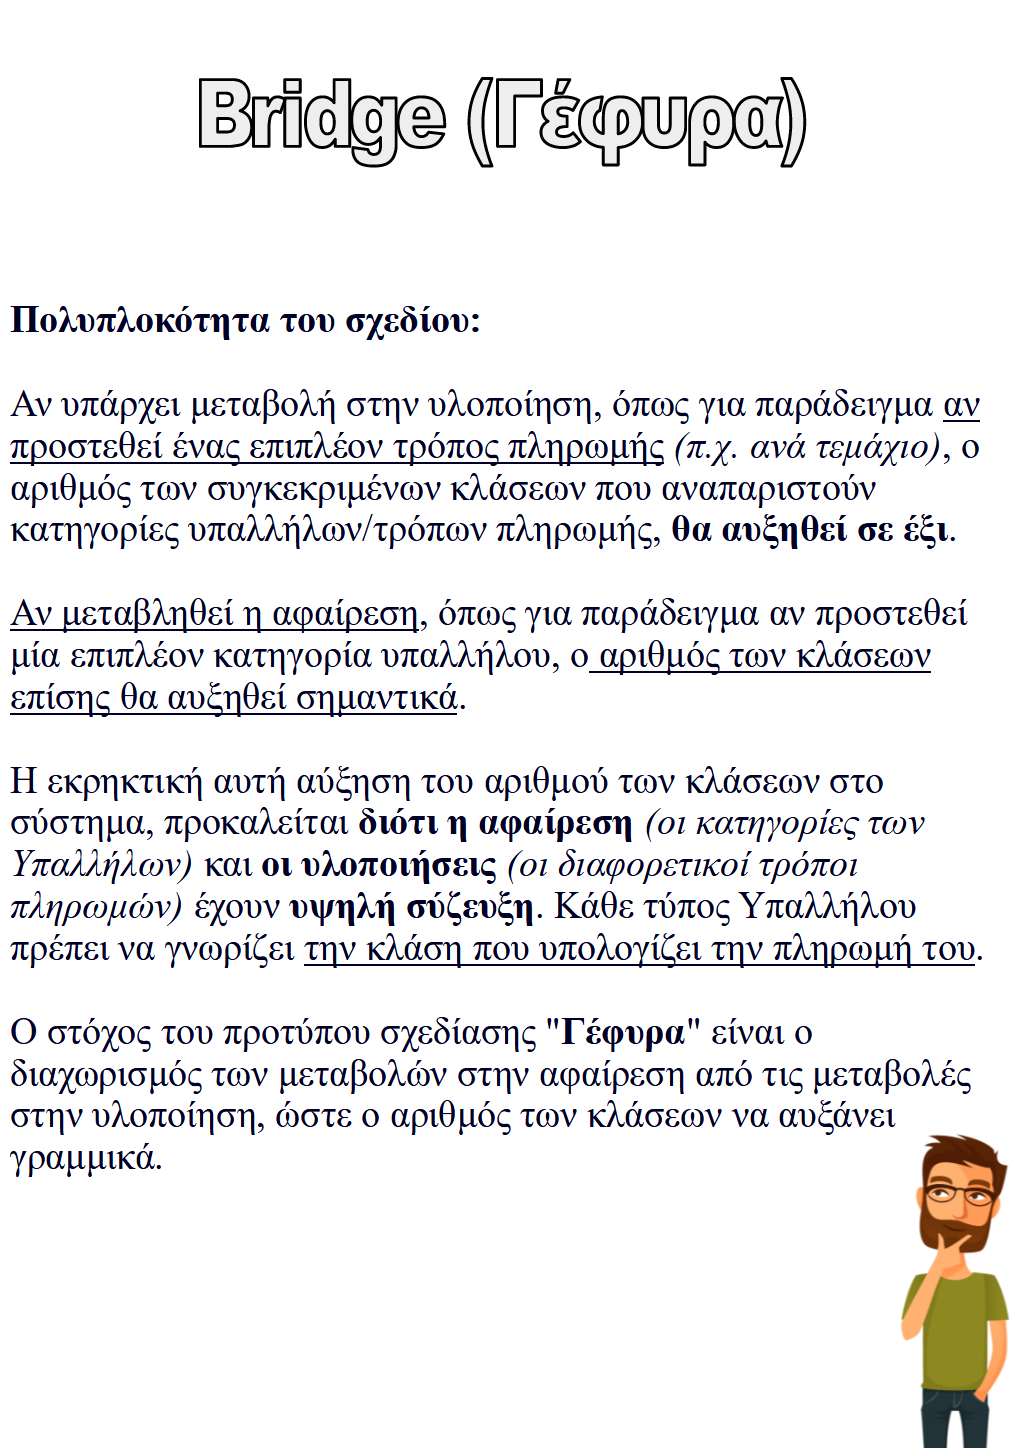 Bridge (Γέφυρα)
Πολυπλοκότητα του σχεδίου:
Αν υπάρχει μεταβολή στην υλοποίηση, όπως για παράδειγμα αν
προστεθεί ένας επιπλέον τρόπος πληρωμής (π.χ. ανά τεμάχιο), ο
αριθμός των συγκεκριμένων κλάσεων που αναπαριστούν
κατηγορίες υπαλλήλων/τρόπων πληρωμής, θα αυξηθεί σε έξι.
Αν μεταβληθεί η αφαίρεση, όπως για παράδειγμα αν προστεθεί
μία επιπλέον κατηγορία υπαλλήλου, ο αριθμός των κλάσεων
επίσης θα αυξηθεί σημαντικά.
Η εκρηκτική αυτή αύξηση του αριθμού των κλάσεων στο
σύστημα, προκαλείται διότι η αφαίρεση (οι κατηγορίες των
Υπαλλήλων) και οι υλοποιήσεις (οι διαφορετικοί τρόποι
πληρωμών) έχουν υψηλή σύζευξη. Κάθε τύπος Υπαλλήλου
πρέπει να γνωρίζει την κλάση που υπολογίζει την πληρωμή του.
Ο στόχος του προτύπου σχεδίασης "Γέφυρα" είναι ο
διαχωρισμός των μεταβολών στην αφαίρεση από τις μεταβολές
στην υλοποίηση, ώστε ο αριθμός των κλάσεων να αυξάνει
γραμμικά.